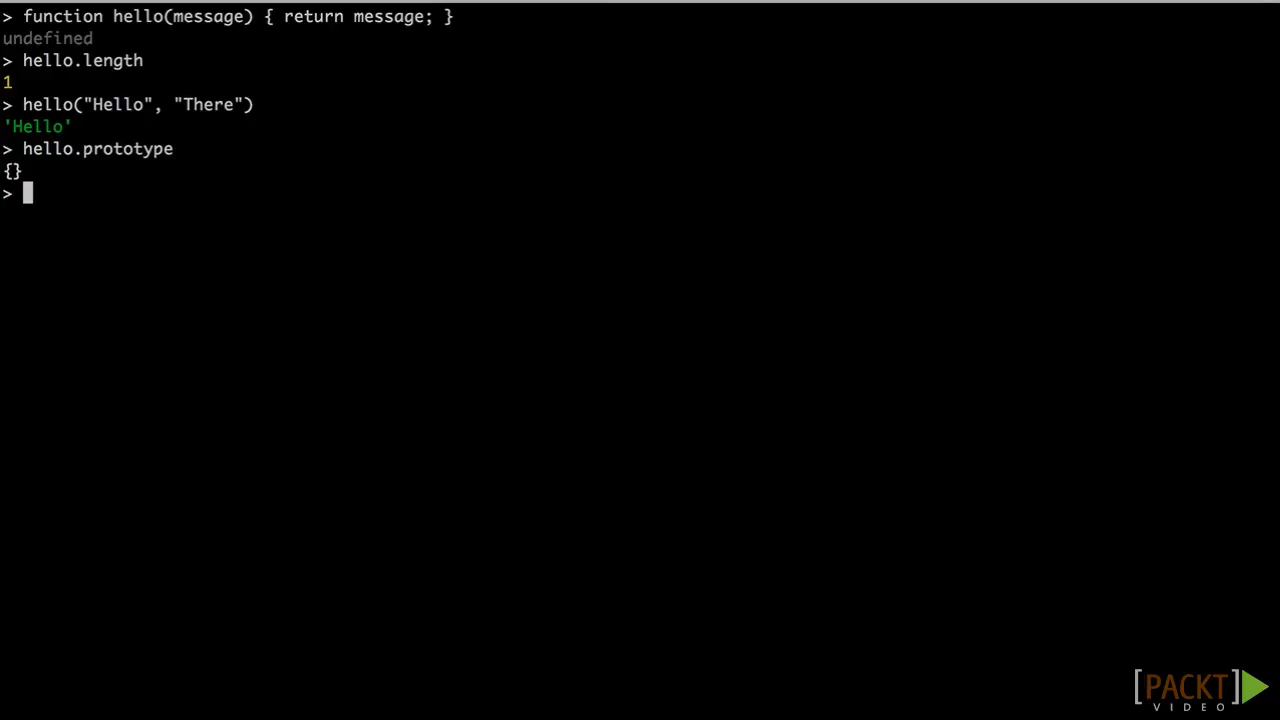 > function hello(message) { return message; }
undefined
> hello.length
1
> hello("Hello", "There")
'Hello'
> hello.prototype
{}
>
[PACKT]
VIDEO